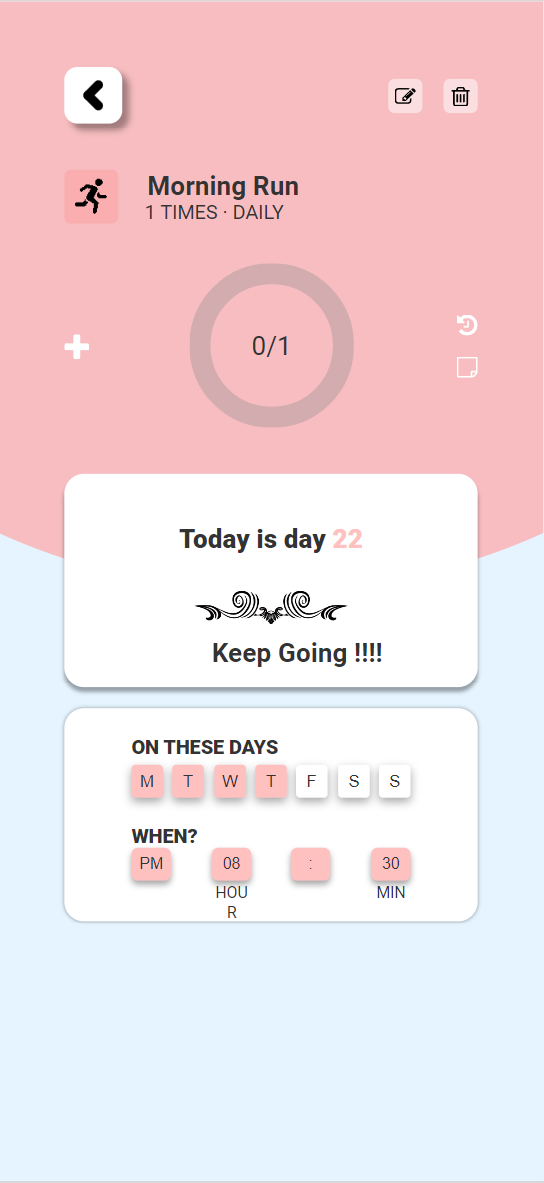 Morning Run
1 TIMES · DAILY
0/1
Today is day 22
Keep Going !!!!
ON THESE DAYS
M T W T F S S
WHEN?
PM 08 : 30
HOU
R
MIN